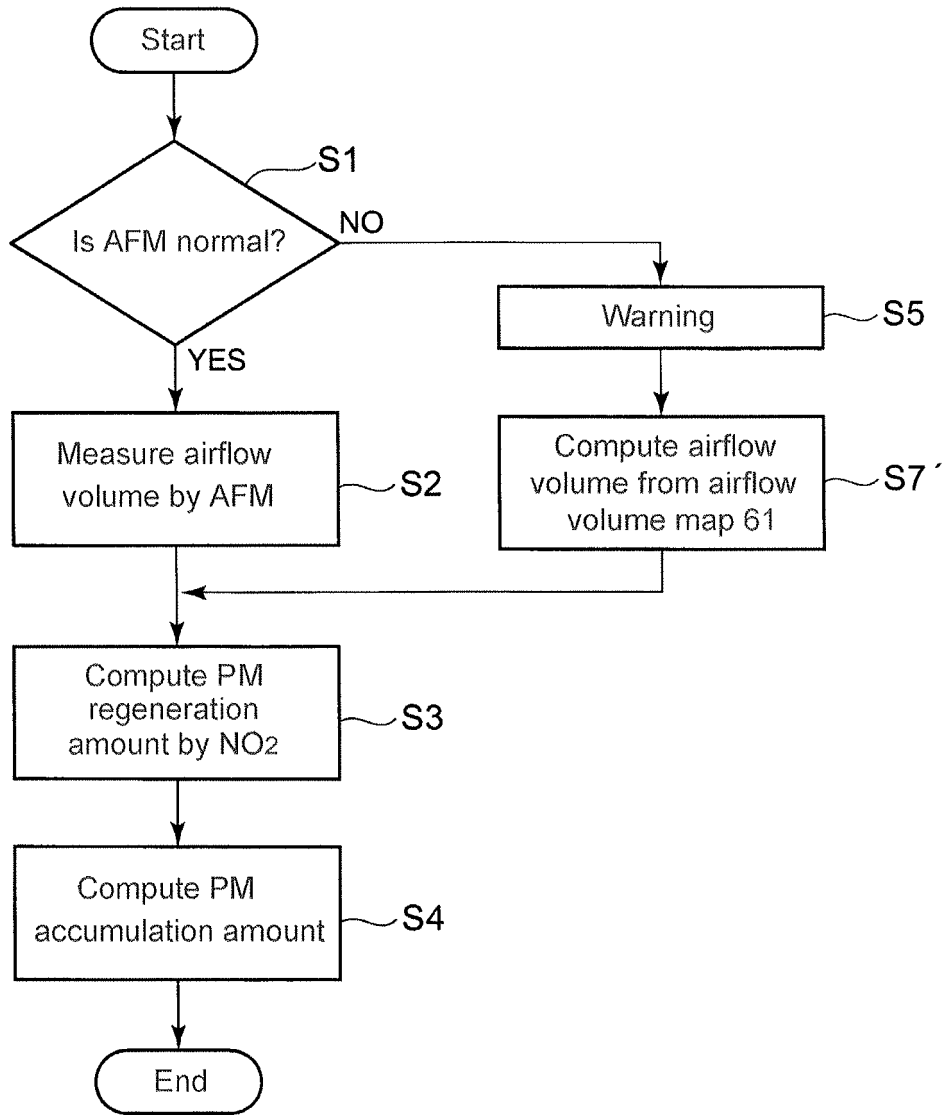 Start
S1
Is AFM normal?
NO
YES
Warning
S5
Measure airflow
volume by AFM
S2
Compute airflow
volume from airflow
volume map 61
S7´
Compute PM
regeneration
amount by NO2
S3
Compute PM
accumulation amount
S4
End